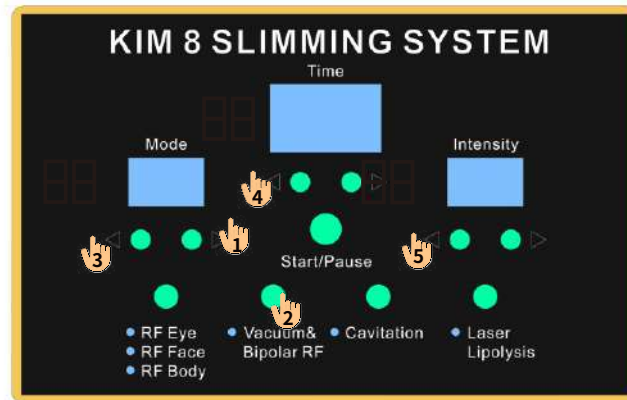 KIM 8 SLIMMING SYSTEM
Time
Mode
Intensity
4
1
3
5
Start/Pause
2
RF Eye
RF Face
RF Body
Vacuum&
Bipolar RF
Cavitation
Laser
Lipolysis